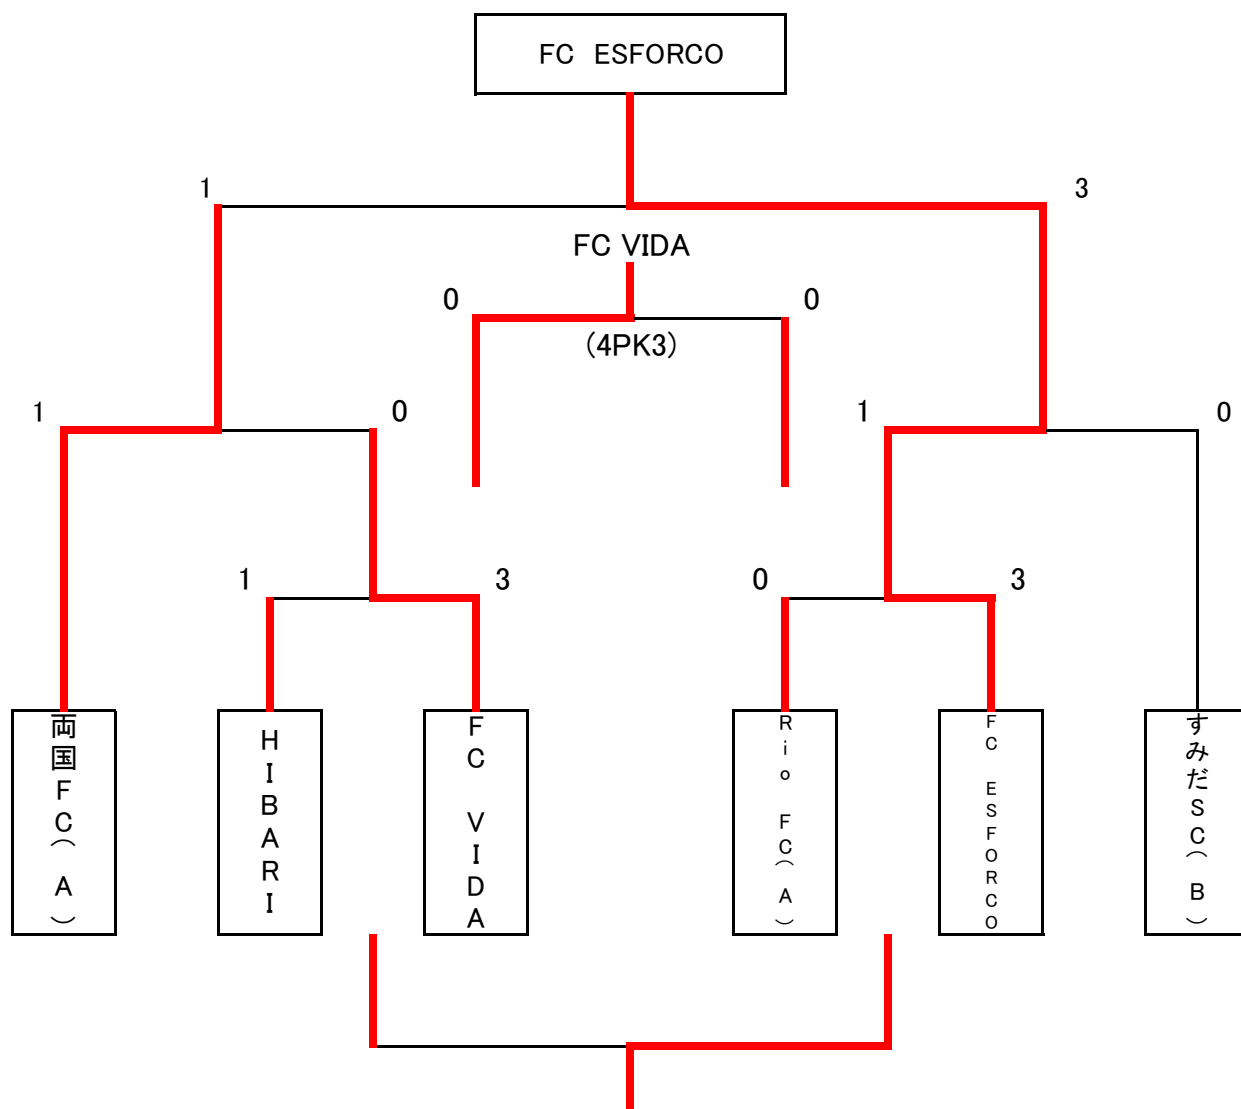 FC ESFORCO
1
3
FC VIDA
0
0
(4PK3)
1
0
1
0
1
3
0
3
両国FC(A)
HIBARI
FC VIDA
Rio FC(A)
FC ESFORCO
すみだSC(B)